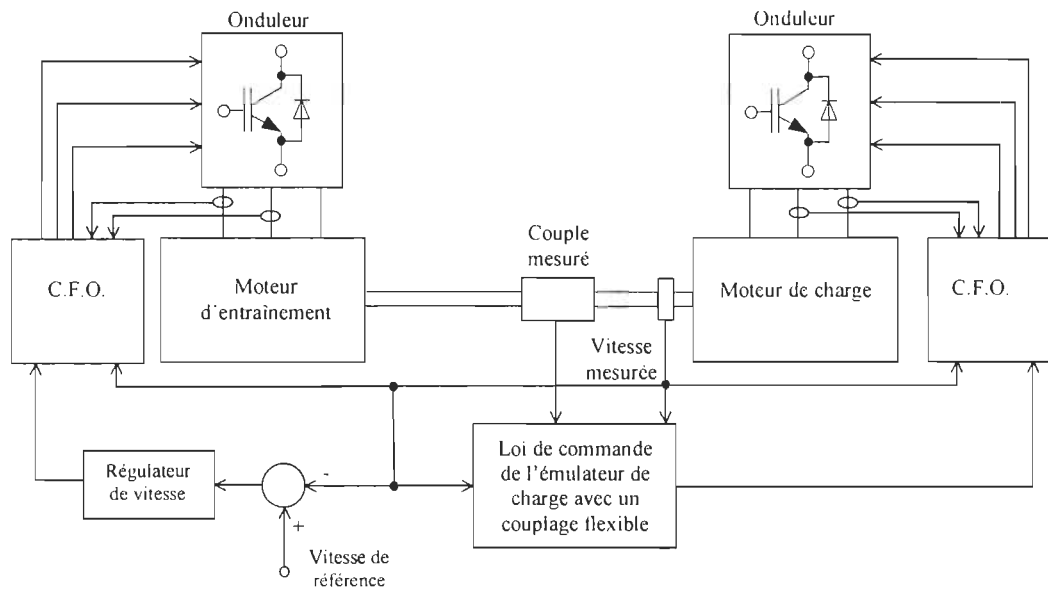 Onduleur
Onduleur
C.F.O.
Moteur
d'entraînement
Couple
mesuré
Moteur de charge
C.F.O.
Vitesse
mesurée
Régulateur
de vitesse
-
+
Vitesse de
référence
Loi de commande
de l'émulateur de
charge avec un
couplage flexible